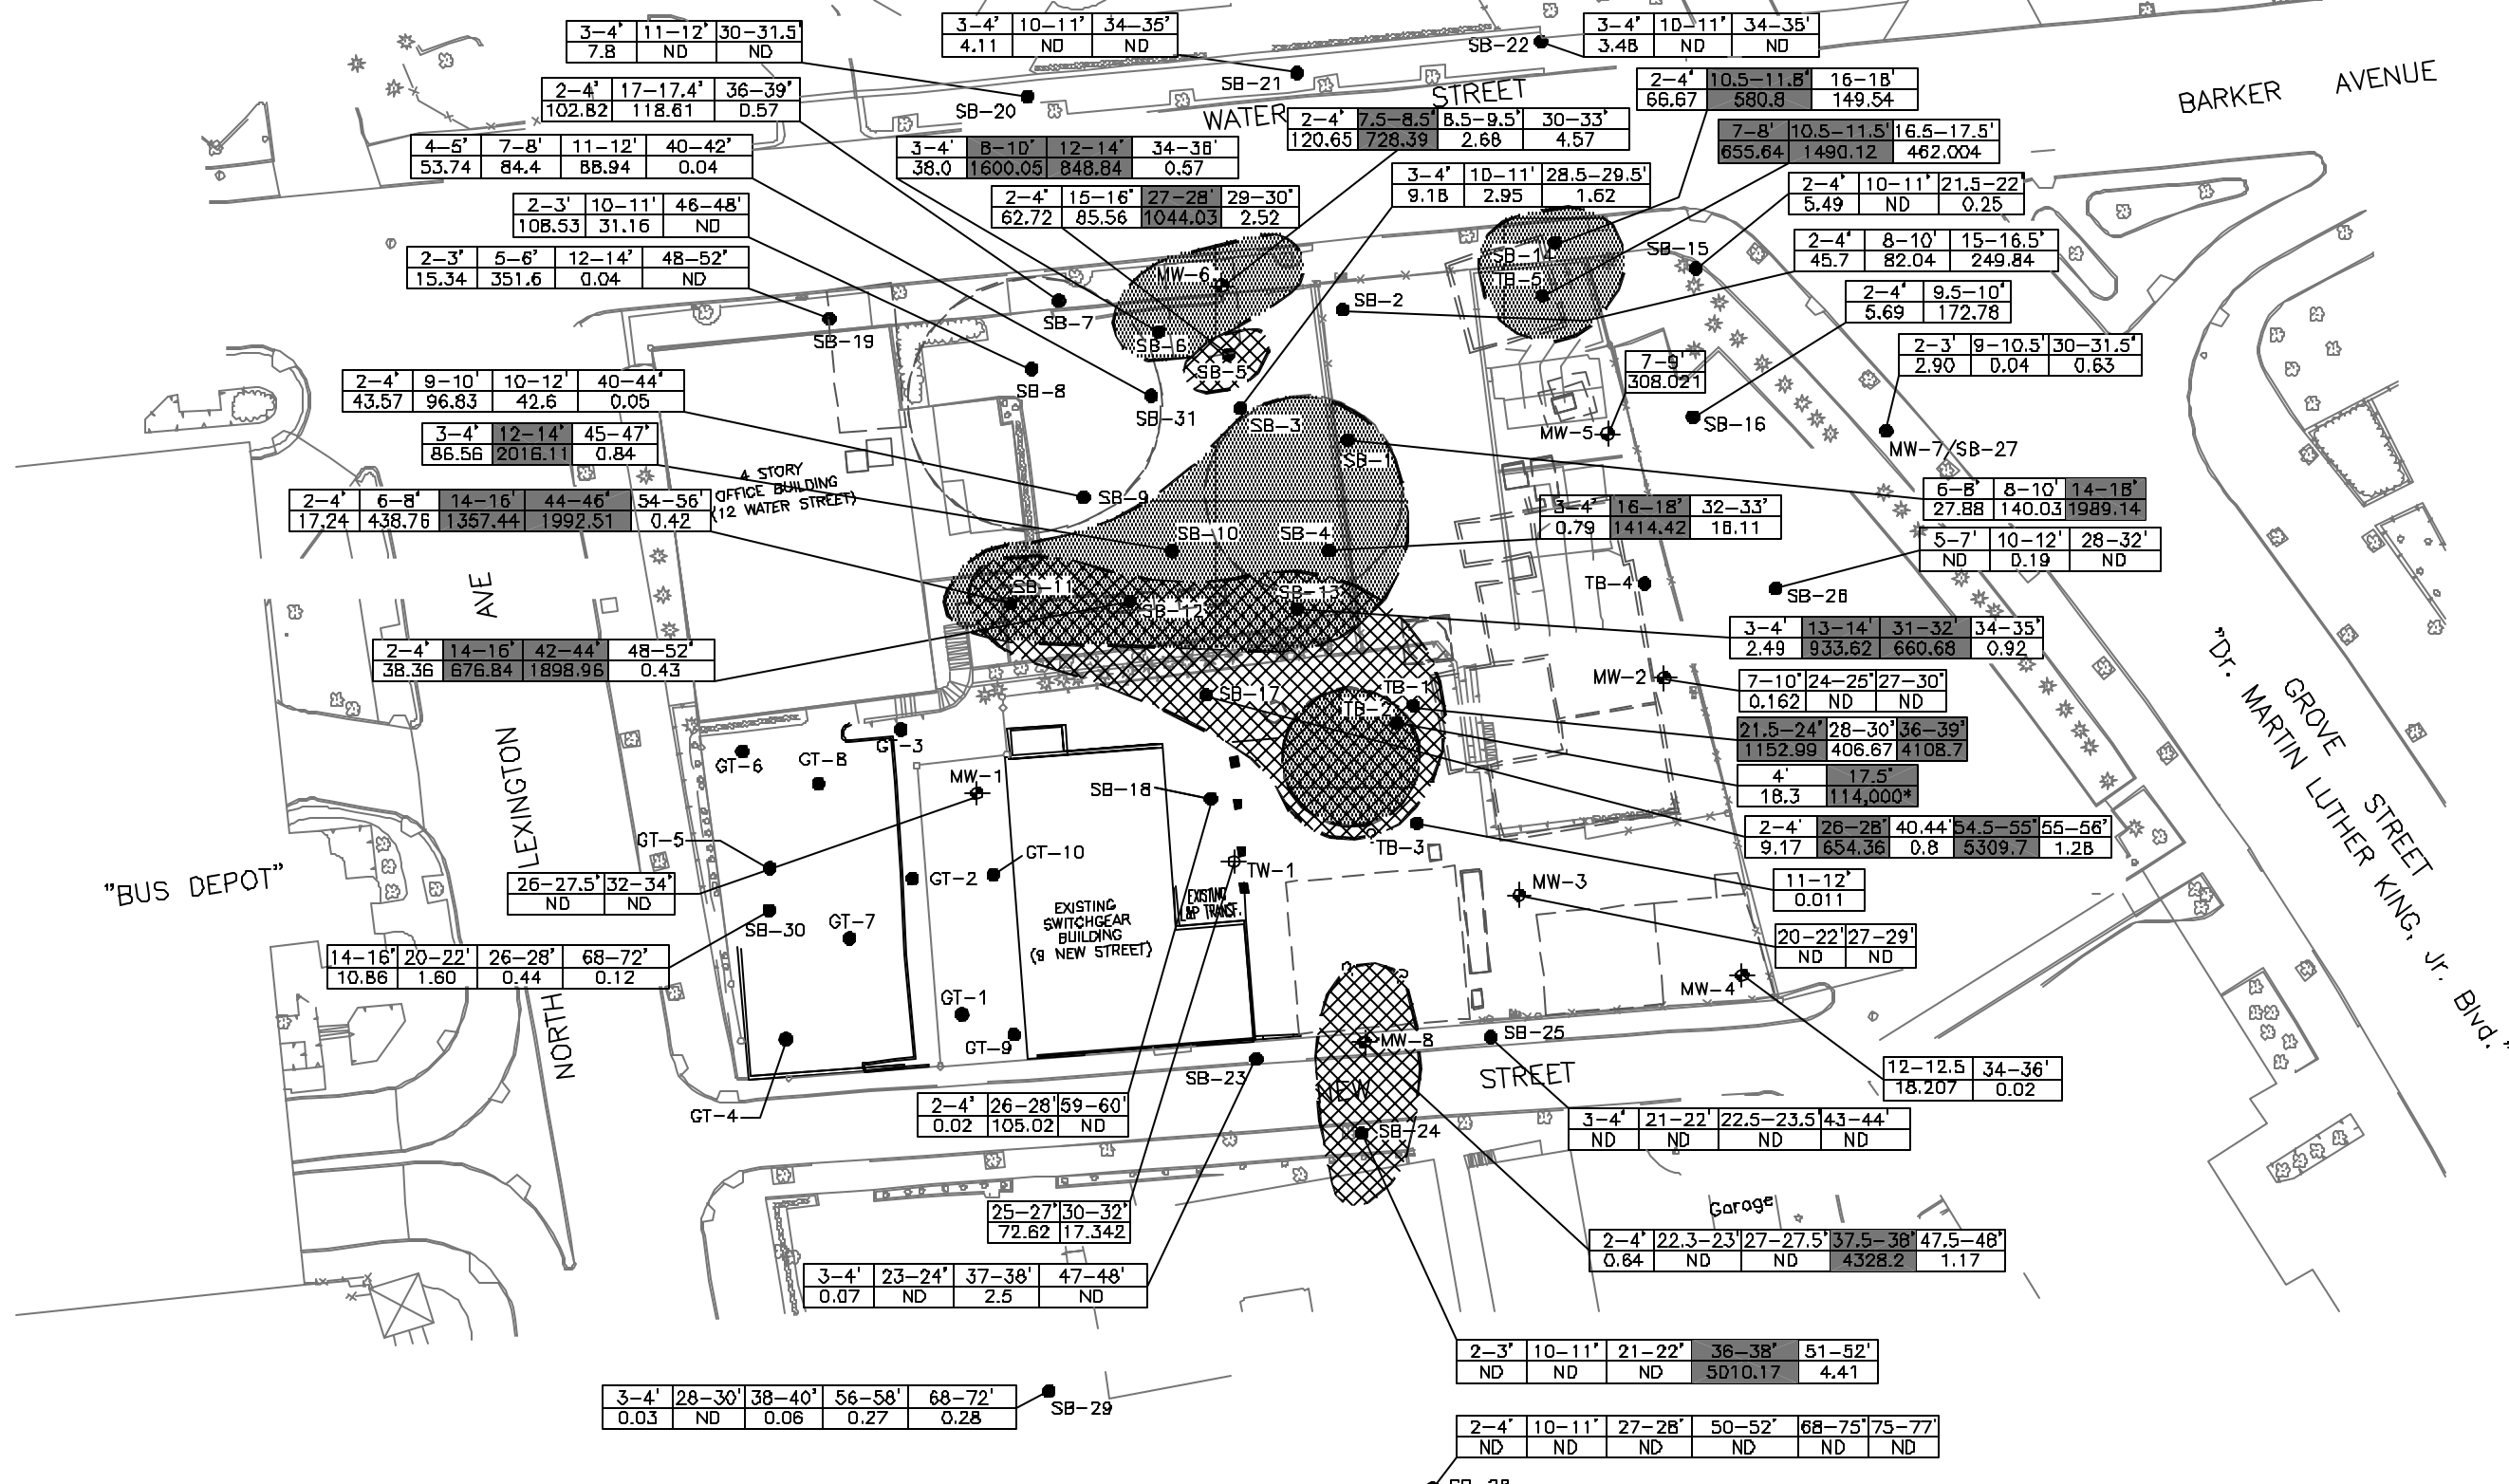 3-4' 11-12' 30-31.5'
7.8 ND ND
3-4' 10-11' 34-35'
4.11 ND ND
3-4' 10-11' 34-35'
3.48 ND ND
SB-22
SB-21
SB-20
WATER STREET
BARKER AVENUE
2-4' 17-17.4' 36-39'
102.82 118.61 0.57
2-4' 10.5-11.8' 16-18'
66.67 580.8 149.54
2-4' 7.5-8.5' 8.5-9.5' 30-33'
120.65 728.39 2.68 4.57
7-8' 10.5-11.5' 16.5-17.5'
655.64 1490.12 462.004
4-5' 7-8' 11-12' 40-42'
53.74 84.4 88.94 0.04
3-4' 8-10' 12-14' 34-36'
38.0 1600.05 848.84 0.57
3-4' 10-11' 28.5-29.5'
9.18 2.95 1.62
2-4' 10-11' 21.5-22'
5.49 ND 0.25
2-3' 10-11' 46-48'
108.53 31.16 ND
2-4' 15-16' 27-28' 29-30'
62.72 85.56 1044.03 2.52
2-3' 5-6' 12-14' 48-52'
15.34 351.6 0.04 ND
2-4' 8-10' 15-16.5'
45.7 82.04 249.84
SB-14
SB-15
MW-6
TB-5
2-4' 9.5-10'
5.69 172.78
SB-2
SB-7
SB-19
SB-6
SB-5
2-3' 9-10.5' 30-31.5'
2.90 0.04 0.63
7-9'
308.021
SB-8
2-4' 9-10' 10-12' 40-44'
43.57 96.83 42.6 0.05
SB-31
SB-3
SB-16
MW-5
MW-7/SB-27
3-4' 12-14' 45-47'
86.56 2016.11 0.84
SB-1
4 STORY
OFFICE BUILDING
(12 WATER STREET)
2-4' 6-8' 14-16' 44-46' 54-56'
17.24 438.76 1357.44 1992.51 0.42
SB-9
6-8' 8-10' 14-18'
27.88 140.03 1989.14
3-4' 16-18' 32-33'
0.79 1414.42 18.11
SB-10
SB-4
5-7' 10-12' 28-32'
ND 0.19 ND
SB-11
SB-12
SB-13
TB-4
SB-28
3-4' 13-14' 31-32' 34-35'
2.49 933.62 660.68 0.92
2-4' 14-16' 42-44' 48-52'
38.36 676.84 1898.96 0.43
MW-2
7-10' 24-25' 27-30'
0.162 ND ND
SB-17
TB-1
TB-2
21.5-24' 28-30' 36-39'
1152.99 406.67 4108.7
4' 17.5'
18.3 114,000*
GT-6
GT-8
GT-3
MW-1
SB-18
2-4' 26-28' 40.44' 54.5-55' 55-56'
9.17 654.36 0.8 5309.7 1.28
TB-3
GT-5
GT-10
GT-2
TW-1
11-12'
0.011
MW-3
26-27.5' 32-34'
ND ND
"BUS DEPOT"
NORTH LEXINGTON AVE
EXISTING
SWITCHGEAR
BUILDING
(9 NEW STREET)
EXISTING
L&P TRANSF.
SB-30
GT-7
20-22' 27-29'
ND ND
14-16' 20-22' 26-28' 68-72'
10.86 1.60 0.44 0.12
MW-4
GT-1
GT-9
GT-4
MW-8
SB-25
SB-23
NEW STREET
12-12.5 34-36'
18.207 0.02
2-4' 26-28' 59-60'
0.02 105.02 ND
3-4' 21-22' 22.5-23.5' 43-44'
ND ND ND ND
SB-24
25-27' 30-32'
72.62 17.342
Garage
2-4' 22.3-23' 27-27.5' 37.5-38' 47.5-48'
0.64 ND ND 4328.2 1.17
3-4' 23-24' 37-38' 47-48'
0.07 ND 2.5 ND
2-3' 10-11' 21-22' 36-38' 51-52'
ND ND ND 5010.17 4.41
3-4' 28-30' 38-40' 56-58' 68-72'
0.03 ND 0.06 0.27 0.28
SB-29
2-4' 10-11' 27-28' 50-52' 68-75' 75-77'
ND ND ND ND ND ND
GROVE STREET
"Dr. MARTIN LUTHER KING, Jr. Blvd."